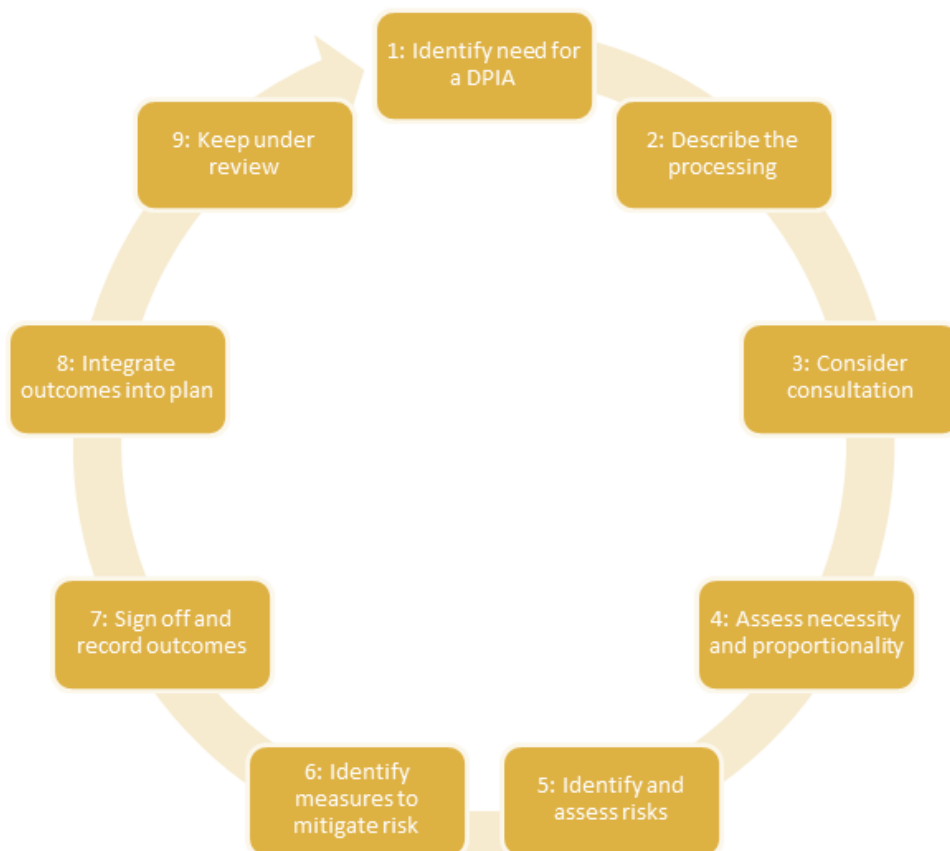 1: Identify need for
a DPIA
2: Describe the
processing
3: Consider
consultation
4: Assess necessity
and proportionality
5: Identify and
assess risks
6: Identify
measures to
mitigate risk
7: Sign off and
record outcomes
8: Integrate
outcomes into plan
9: Keep under
review